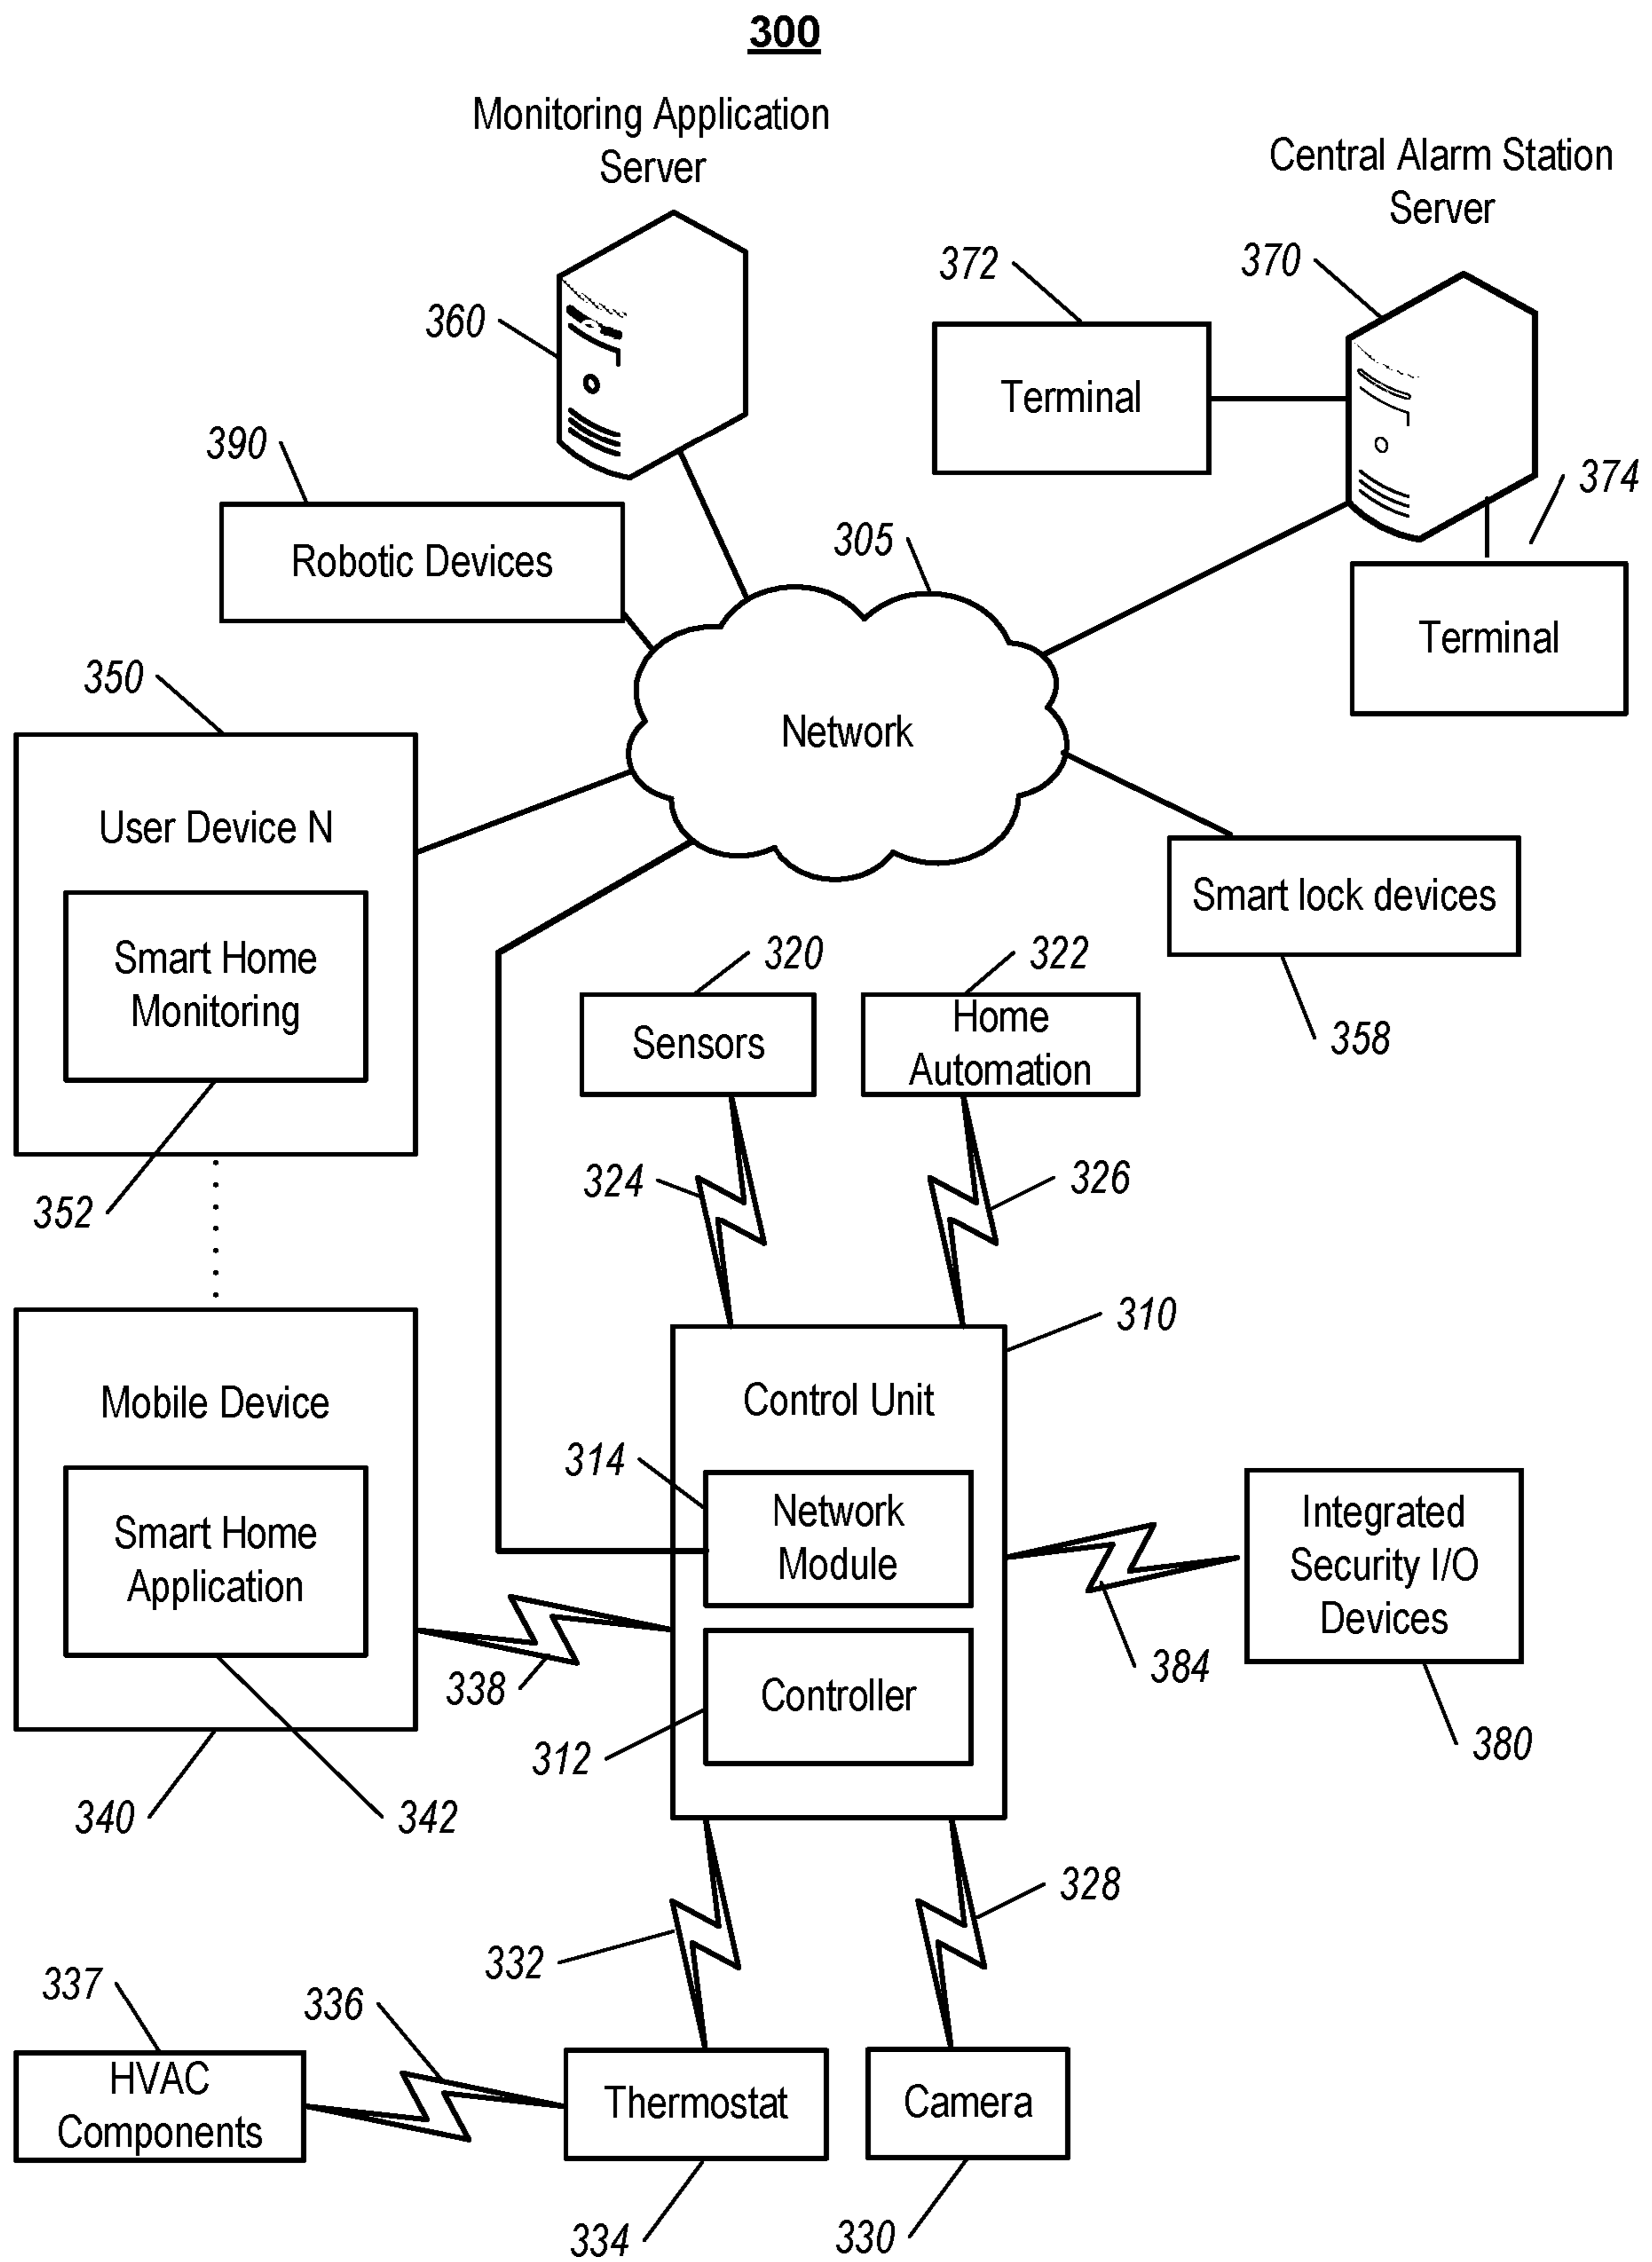 300
Monitoring Application
Server
Central Alarm Station
Server
372
370
360
Terminal
374
390
305
Robotic Devices
Terminal
350
Network
User Device N
Smart lock devices
Smart Home
Monitoring
320
322
358
Sensors
Home
Automation
324
326
352
310
Mobile Device
Control Unit
314
Network
Module
Integrated
Security I/O
Devices
Smart Home
Application
338
384
Controller
312
380
340
342
328
332
337
336
HVAC
Components
Thermostat
Camera
334
330